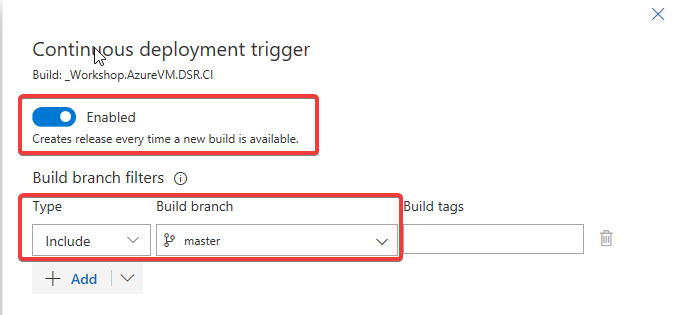 Continuous deployment trigger
Build: _Workshop.AzureVM.DSR.CI
Enabled
Creates release every time a new build is available.
Build branch filters
Type Build branch Build tags
Include master
Add